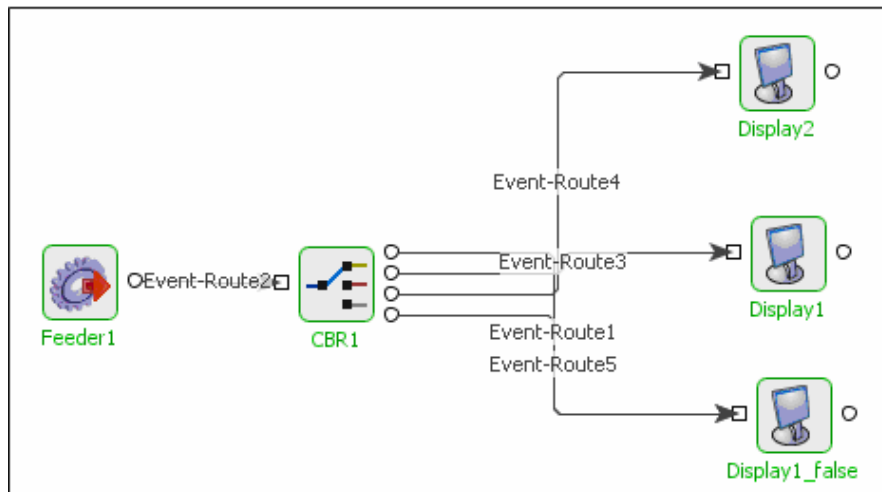 Display2
Event-Route4
Event-Route2
Event-Route3
Feeder1
CBR1
Display1
Event-Route1
Event-Route5
Display1_false